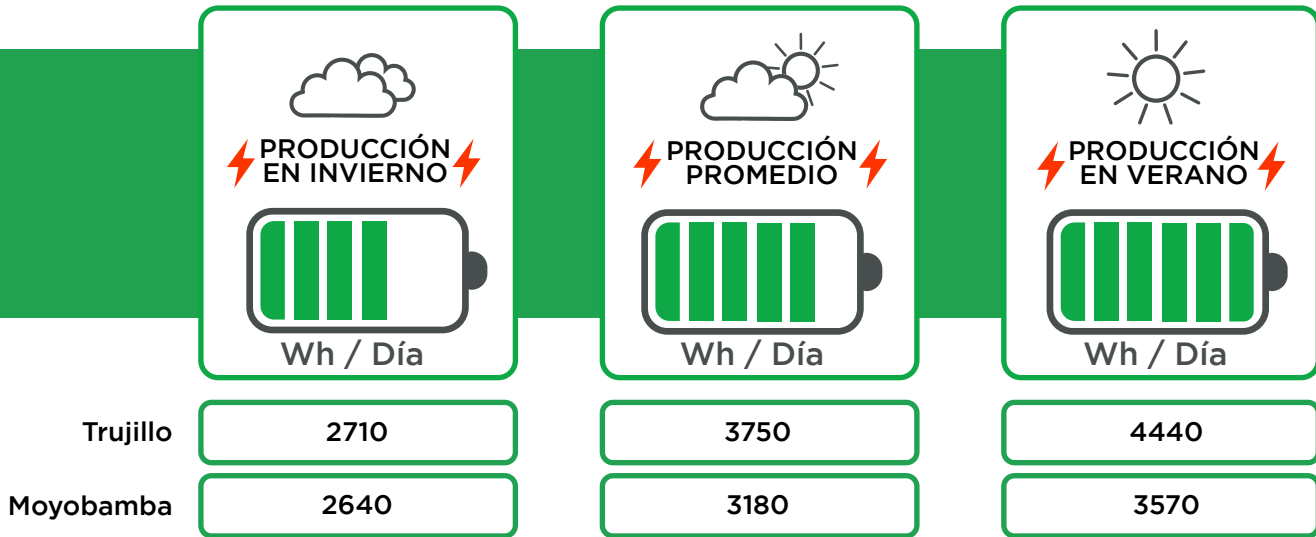 PRODUCCIÓN
EN INVIERNO
Wh / Día
PRODUCCIÓN
PROMEDIO
Wh / Día
PRODUCCIÓN
EN VERANO
Wh / Día
Trujillo 2710 3750 4440
Moyobamba 2640 3180 3570